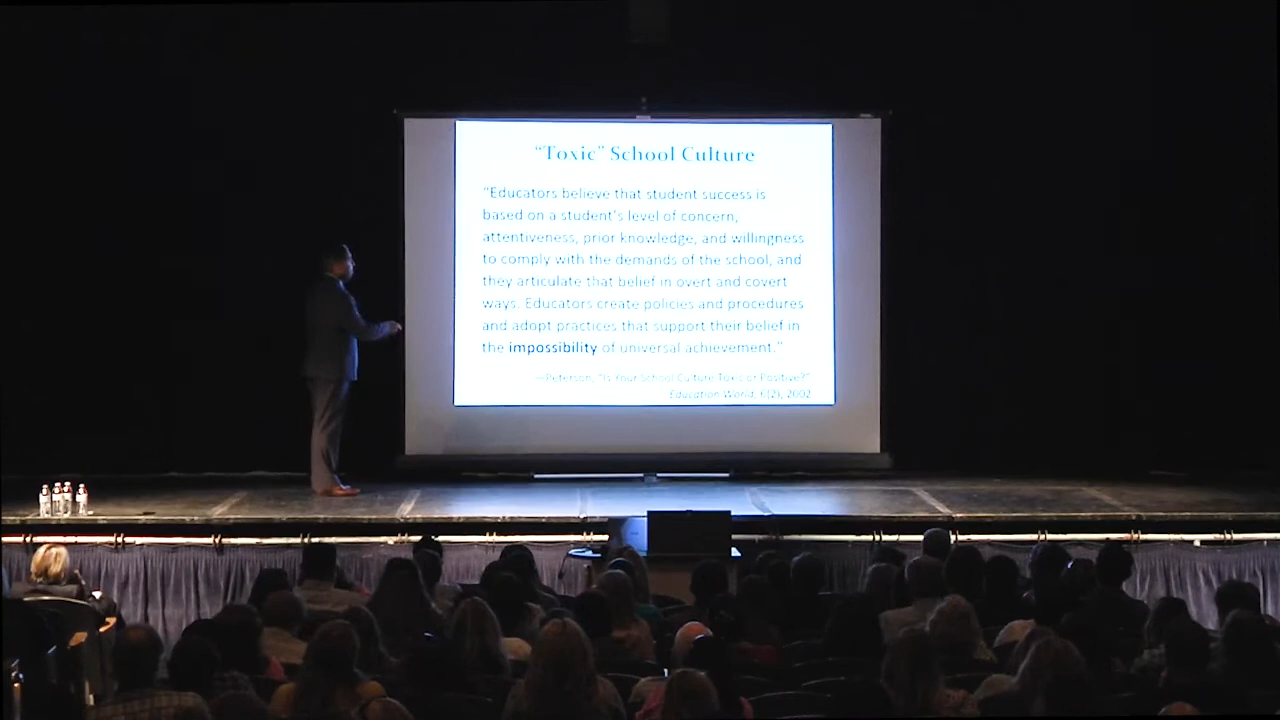 “Toxic” School Culture
“Educators believe that student success is
based on a student’s level of concern,
attentiveness, prior knowledge, and willingness
to comply with the demands of the school, and
they articulate that belief in overt and covert
ways. Educators create policies and procedures
and adopt practices that support their belief in
the impossibility of universal achievement.”
—Peterson, “Is Your School Culture Toxic or Positive?”
Education World, 6(2), 2002